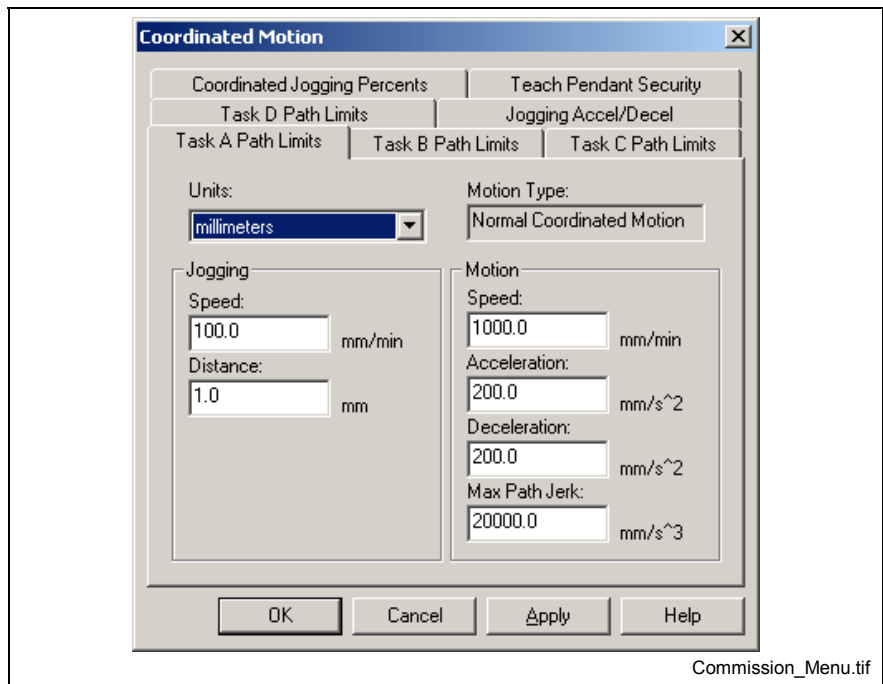 Coordinated Motion
Coordinated Jogging Percents
Teach Pendant Security
Task D Path Limits
Jogging Accel/Decel
Task A Path Limits
Task B Path Limits
Task C Path Limits
Units:
millimeters
Motion Type:
Normal Coordinated Motion
Jogging
Speed:
100.0 mm/min
Distance:
1.0 mm
Motion
Speed:
1000.0 mm/min
Acceleration:
200.0 mm/s^2
Deceleration:
200.0 mm/s^2
Max Path Jerk:
20000.0 mm/s^3
OK
Cancel
Apply
Help
Commission_Menu.tif